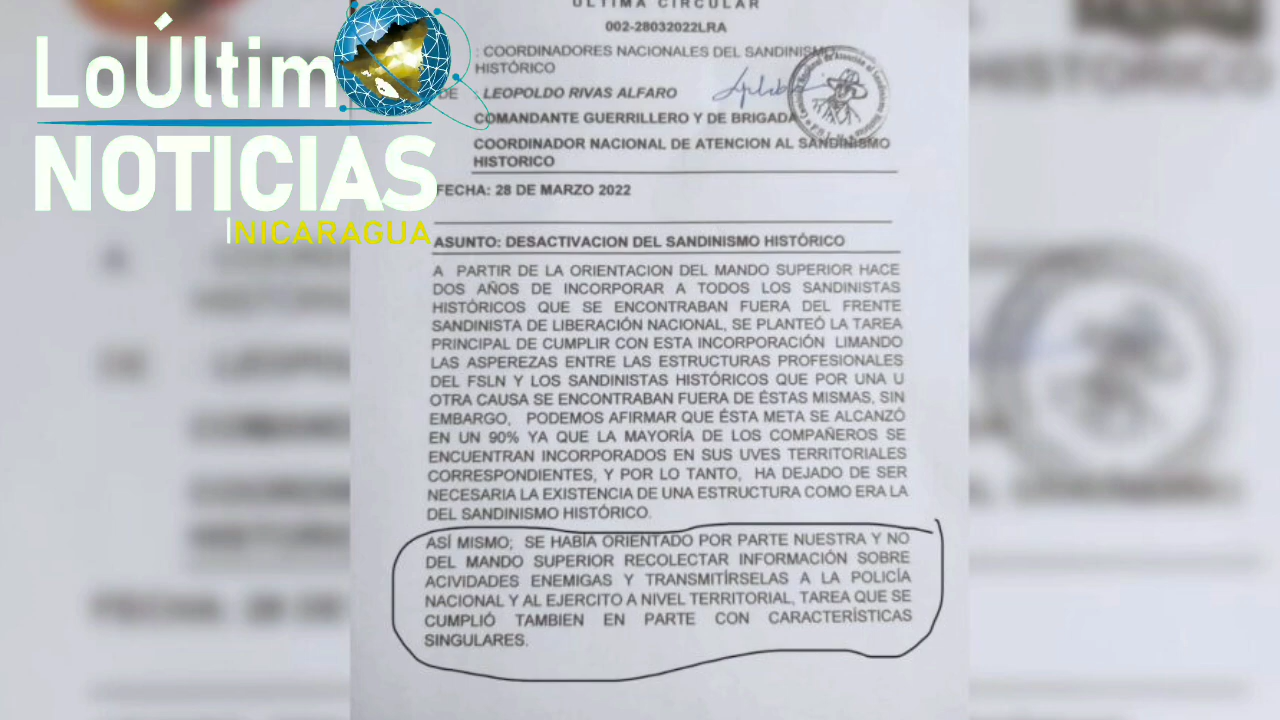 LoÚltim
NOTICIAS
NICARAGUA
ÚLTIMA CIRCULAR
002-28032022LRA
: COORDINADORES NACIONALES DEL SANDINISMO
HISTÓRICO
DE : LEOPOLDO RIVAS ALFARO
COMANDANTE GUERRILLERO Y DE BRIGADA
COORDINADOR NACIONAL DE ATENCION AL SANDINISMO
HISTORICO
FECHA: 28 DE MARZO 2022
ASUNTO: DESACTIVACION DEL SANDINISMO HISTÓRICO
A PARTIR DE LA ORIENTACION DEL MANDO SUPERIOR HACE
DOS AÑOS DE INCORPORAR A TODOS LOS SANDINISTAS
HISTÓRICOS QUE SE ENCONTRABAN FUERA DEL FRENTE
SANDINISTA DE LIBERACIÓN NACIONAL, SE PLANTEÓ LA TAREA
PRINCIPAL DE CUMPLIR CON ESTA INCORPORACIÓN LIMANDO
LAS ASPEREZAS ENTRE LAS ESTRUCTURAS PROFESIONALES
DEL FSLN Y LOS SANDINISTAS HISTÓRICOS QUE POR UNA U
OTRA CAUSA SE ENCONTRABAN FUERA DE ÉSTAS MISMAS, SIN
EMBARGO, PODEMOS AFIRMAR QUE ÉSTA META SE ALCANZÓ
EN UN 90% YA QUE LA MAYORÍA DE LOS COMPAÑEROS SE
ENCUENTRAN INCORPORADOS EN SUS UVES TERRITORIALES
CORRESPONDIENTES, Y POR LO TANTO, HA DEJADO DE SER
NECESARIA LA EXISTENCIA DE UNA ESTRUCTURA COMO ERA LA
DEL SANDINISMO HISTÓRICO.
ASÍ MISMO; SE HABÍA ORIENTADO POR PARTE NUESTRA Y NO
DEL MANDO SUPERIOR RECOLECTAR INFORMACIÓN SOBRE
ACIVIDADES ENEMIGAS Y TRANSMITÍRSELAS A LA POLICÍA
NACIONAL Y AL EJERCITO A NIVEL TERRITORIAL, TAREA QUE SE
CUMPLIÓ TAMBIEN EN PARTE CON CARACTERÍSTICAS
SINGULARES.